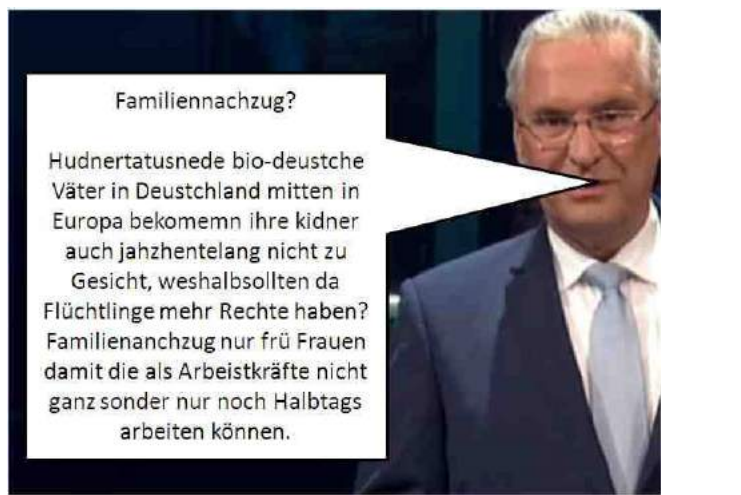 Familiennachzug?
Hudnertatusnede bio-deustche
Väter in Deustchland mitten in
Europa bekomemn ihre kidner
auch jahzhentelang nicht zu
Gesicht, weshalbsollten da
Flüchtlinge mehr Rechte haben?
Familienanchzug nur frü Frauen
damit die als Arbeistkräfte nicht
ganz sonder nur noch Halbtags
arbeiten können.